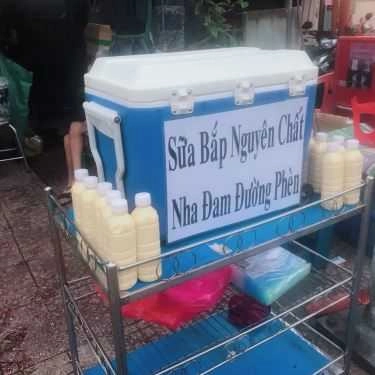 Sữa Bắp Nguyên Chất
Nha Đam Đường Phèn